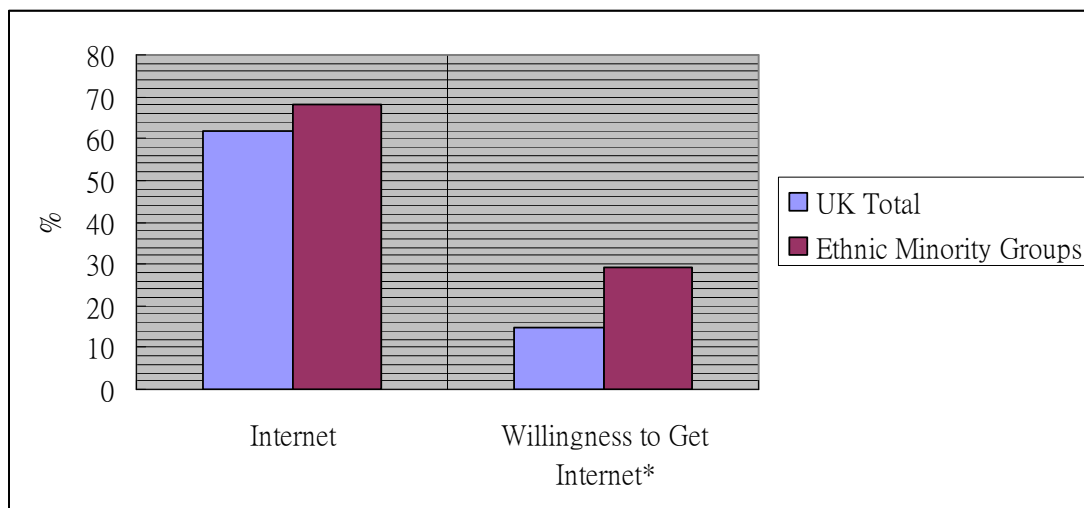 80
70
60
50
40
30
20
10
0
%
Internet
Willingness to Get
Internet*
UK Total
Ethnic Minority Groups